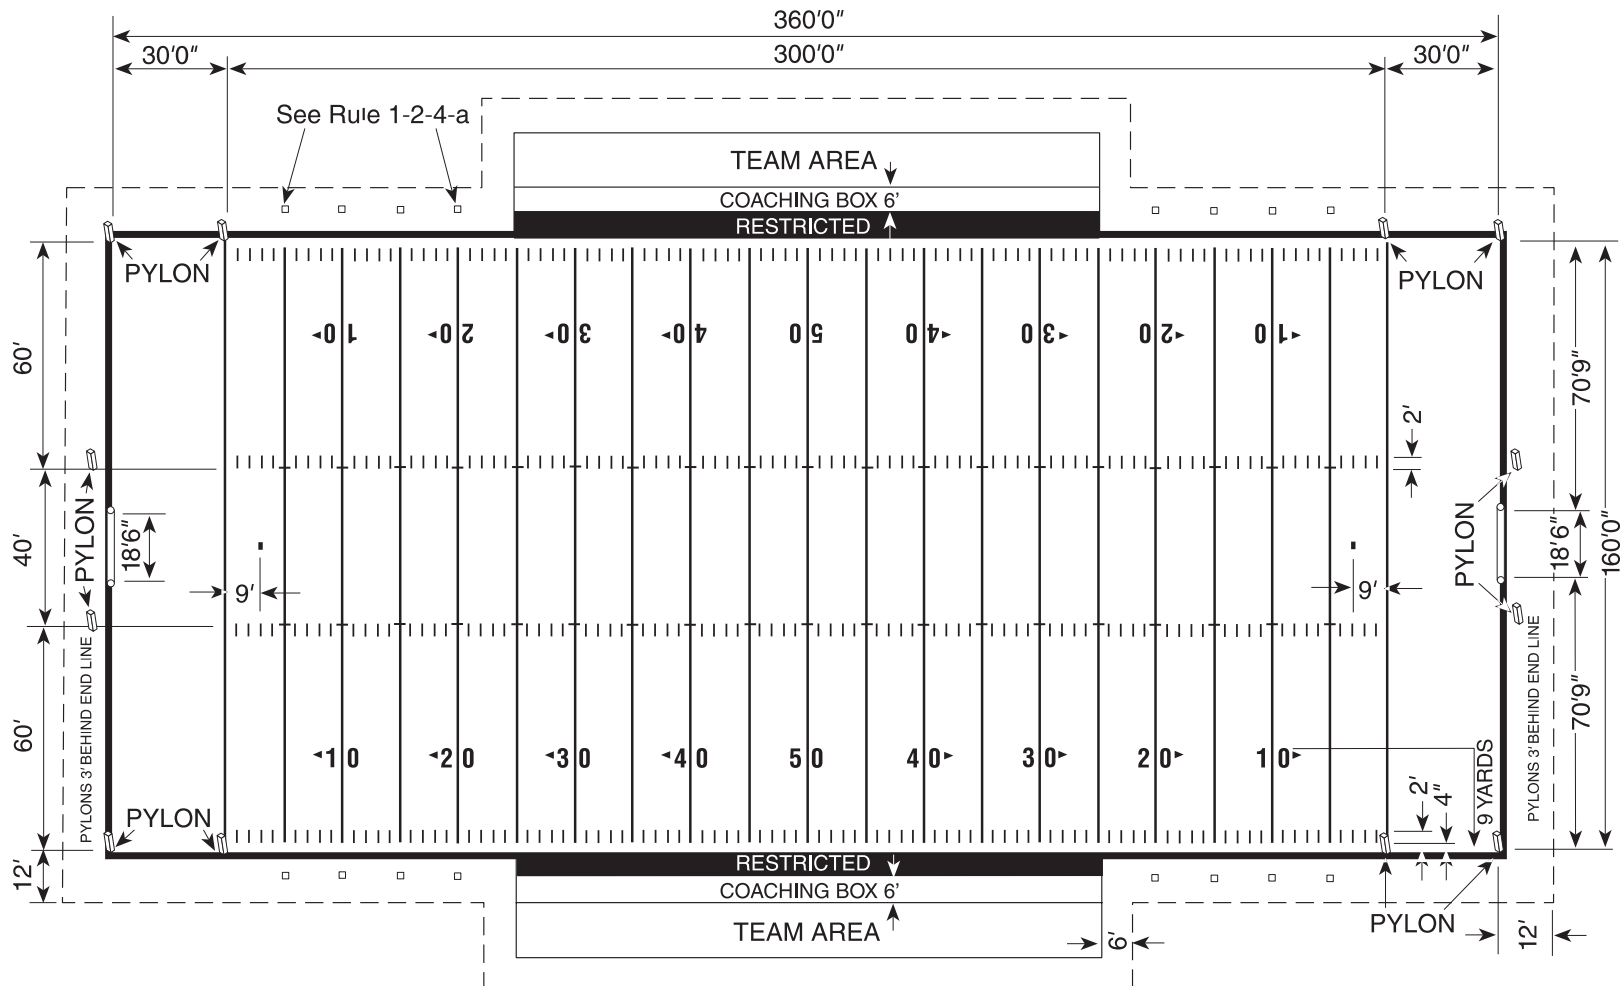 360'0"
30'0"
300'0"
30'0"
See Rule 1-2-4-a
TEAM AREA
COACHING BOX 6'
RESTRICTED
PYLON
PYLON
10
20
30
40
50
40
30
20
10
60'
70'9"
2'
PYLON
40'
18'6"
9'
9'
PYLON
18'6"
160'0"
60'
PYLONS 3' BEHIND END LINE
PYLONS 3' BEHIND END LINE
70'9"
10
20
30
40
50
40
30
20
10
9 YARDS
2'
4"
PYLON
12'
RESTRICTED
COACHING BOX 6'
TEAM AREA
6'
PYLON
12'